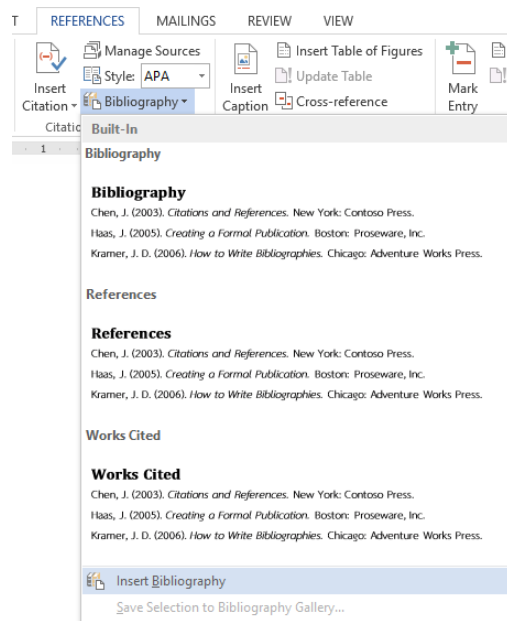 T REFERENCES MAILINGS REVIEW VIEW
Manage Sources
Style: APA
Bibliography
Insert
Citation
Insert
Caption
Insert Table of Figures
Update Table
Cross-reference
Mark
Entry
Citatio
1
Built-In
Bibliography
Bibliography
Chen, J. (2003). Citations and References. New York: Contoso Press.
Haas, J. (2005). Creating a Formal Publication. Boston: Proseware, Inc.
Kramer, J. D. (2006). How to Write Bibliographies. Chicago: Adventure Works Press.
References
References
Chen, J. (2003). Citations and References. New York: Contoso Press.
Haas, J. (2005). Creating a Formal Publication. Boston: Proseware, Inc.
Kramer, J. D. (2006). How to Write Bibliographies. Chicago: Adventure Works Press.
Works Cited
Works Cited
Chen, J. (2003). Citations and References. New York: Contoso Press.
Haas, J. (2005). Creating a Formal Publication. Boston: Proseware, Inc.
Kramer, J. D. (2006). How to Write Bibliographies. Chicago: Adventure Works Press.
Insert Bibliography
Save Selection to Bibliography Gallery...